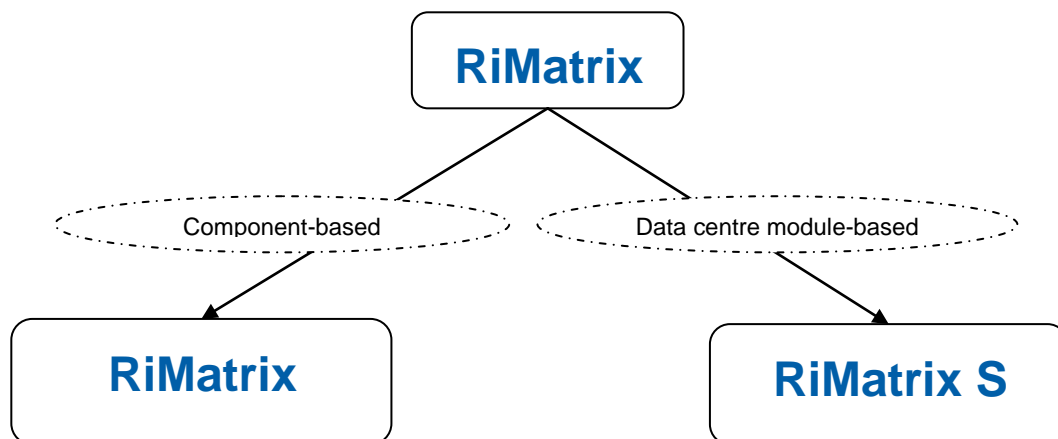 RiMatrix
Component-based
Data centre module-based
RiMatrix
RiMatrix S